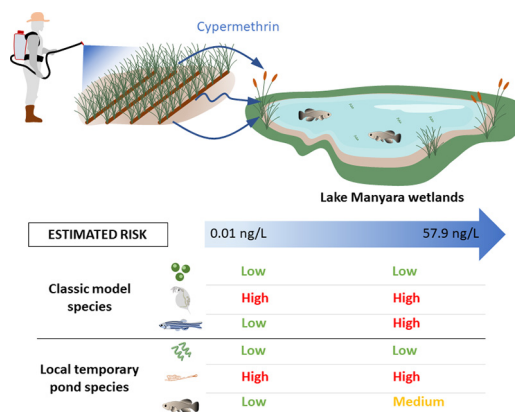 Cypermethrin
Lake Manyara wetlands
ESTIMATED RISK
0.01 ng/L
57.9 ng/L
Classic model
species
Low
Low
High
High
Low
High
Local temporary
pond species
Low
Low
High
High
Low
Medium